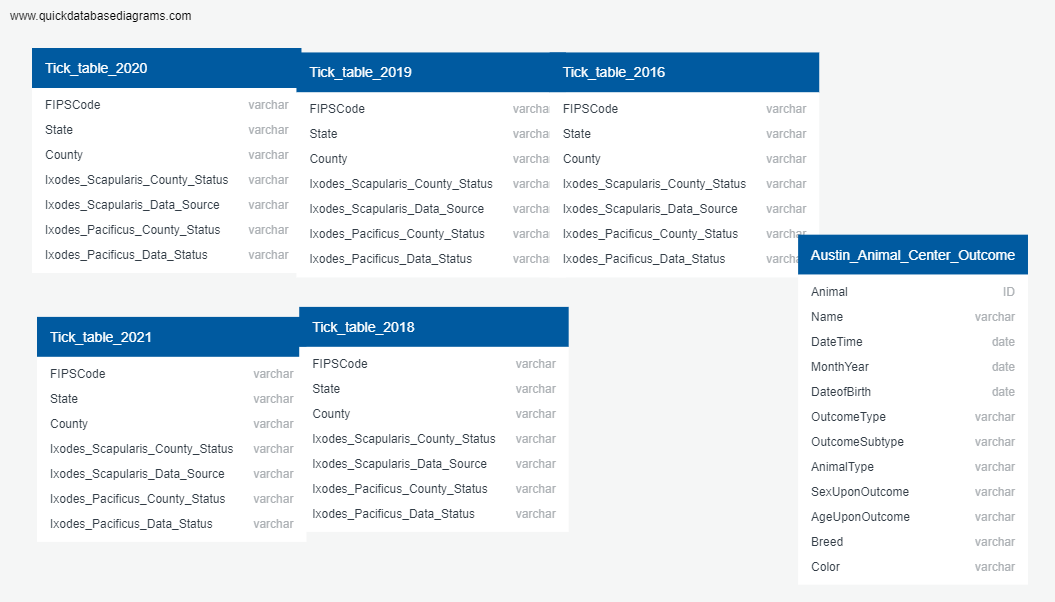 www.quickdatabasediagrams.com
Tick_table_2020
FIPSCode varchar
State varchar
County varchar
Ixodes_Scapularis_County_Status varchar
Ixodes_Scapularis_Data_Source varchar
Ixodes_Pacificus_County_Status varchar
Ixodes_Pacificus_Data_Status varchar
Tick_table_2019
FIPSCode varcha
State varcha
County varcha
Ixodes_Scapularis_County_Status varcha
Ixodes_Scapularis_Data_Source varcha
Ixodes_Pacificus_County_Status varcha
Ixodes_Pacificus_Data_Status varcha
Tick_table_2016
FIPSCode varchar
State varchar
County varchar
Ixodes_Scapularis_County_Status varchar
Ixodes_Scapularis_Data_Source varchar
Ixodes_Pacificus_County_Status varchar
Ixodes_Pacificus_Data_Status varcha
Austin_Animal_Center_Outcome
Animal ID
Name varchar
DateTime date
MonthYear date
DateofBirth date
OutcomeType varchar
OutcomeSubtype varchar
AnimalType varchar
SexUponOutcome varchar
AgeUponOutcome varchar
Breed varchar
Color varchar
Tick_table_2021
FIPSCode varchar
State varchar
County varchar
Ixodes_Scapularis_County_Status varchar
Ixodes_Scapularis_Data_Source varchar
Ixodes_Pacificus_County_Status varchar
Ixodes_Pacificus_Data_Status varchar
Tick_table_2018
FIPSCode varchar
State varchar
County varchar
Ixodes_Scapularis_County_Status varchar
Ixodes_Scapularis_Data_Source varchar
Ixodes_Pacificus_County_Status varchar
Ixodes_Pacificus_Data_Status varchar